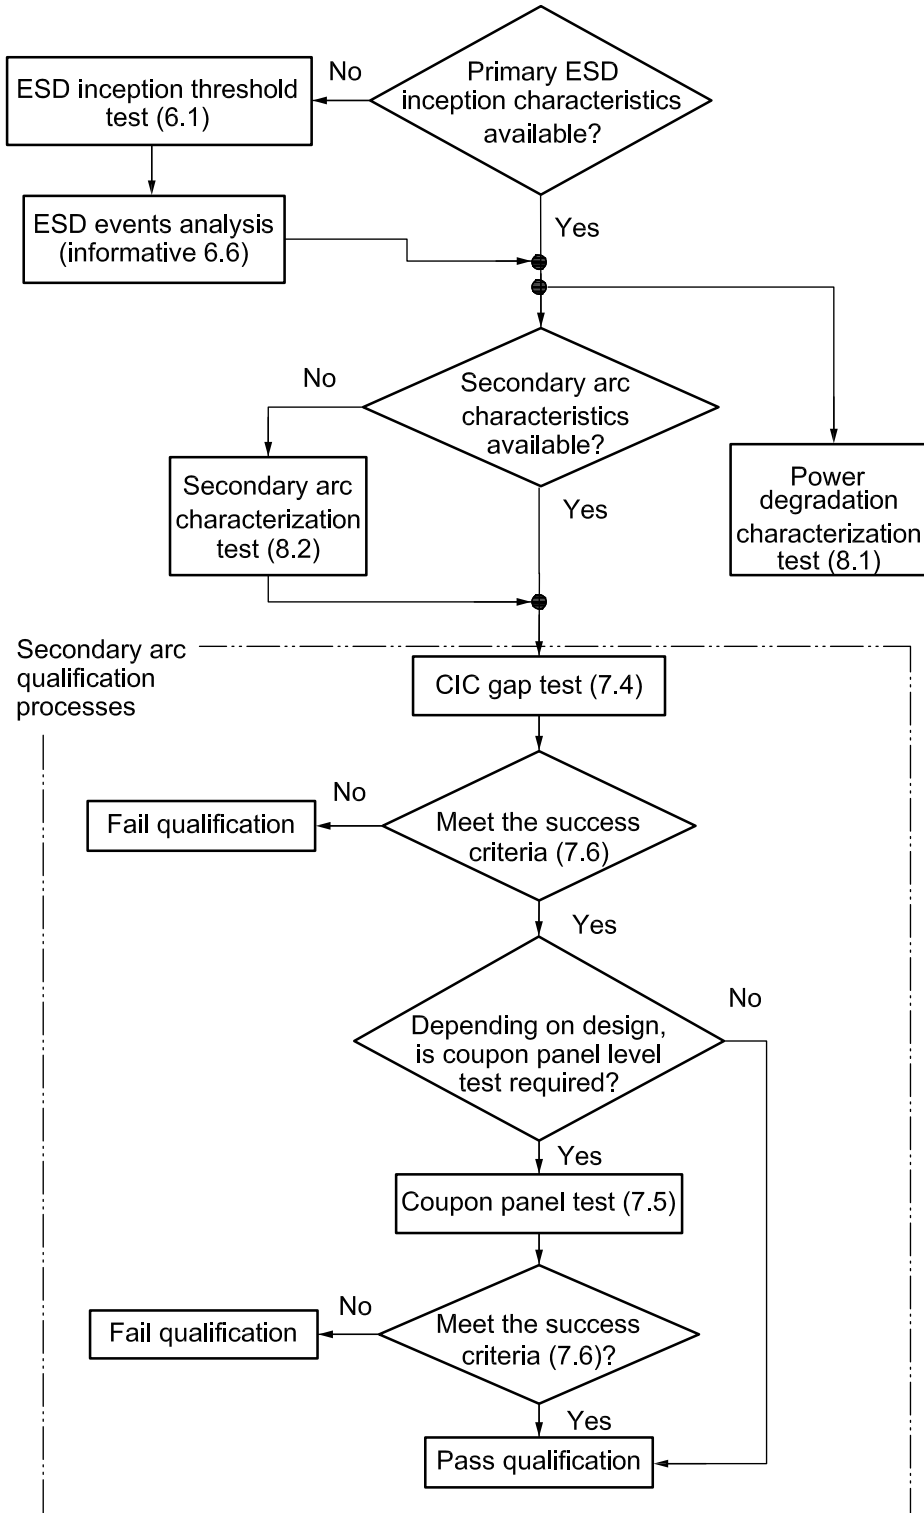 Primary ESD
inception characteristics
available?
No
ESD inception threshold
test (6.1)
ESD events analysis
(informative 6.6)
Yes
Secondary arc
characteristics
available?
No
Secondary arc
characterization
test (8.2)
Yes
Power
degradation
characterization
test (8.1)
Secondary arc
qualification
processes
CIC gap test (7.4)
No
Fail qualification
Meet the success
criteria (7.6)
Yes
No
Depending on design,
is coupon panel level
test required?
Yes
Coupon panel test (7.5)
No
Fail qualification
Meet the success
criteria (7.6)?
Yes
Pass qualification